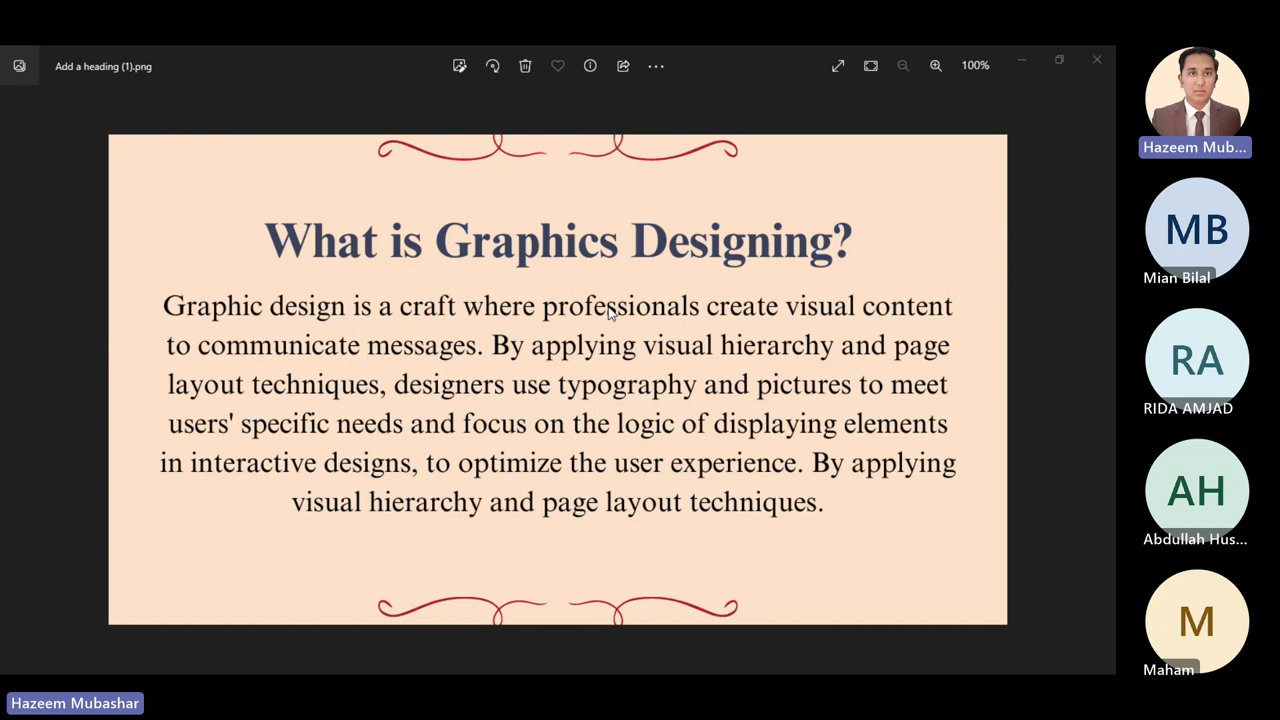 Add a heading (1).png
100%
What is Graphics Designing?
Graphic design is a craft where professionals create visual content
to communicate messages. By applying visual hierarchy and page
layout techniques, designers use typography and pictures to meet
users' specific needs and focus on the logic of displaying elements
in interactive designs, to optimize the user experience. By applying
visual hierarchy and page layout techniques.
Hazeem Mub...
MB
Mian Bilal
RA
RIDA AMJAD
AH
Abdullah Hus...
M
Maham
Hazeem Mubashar